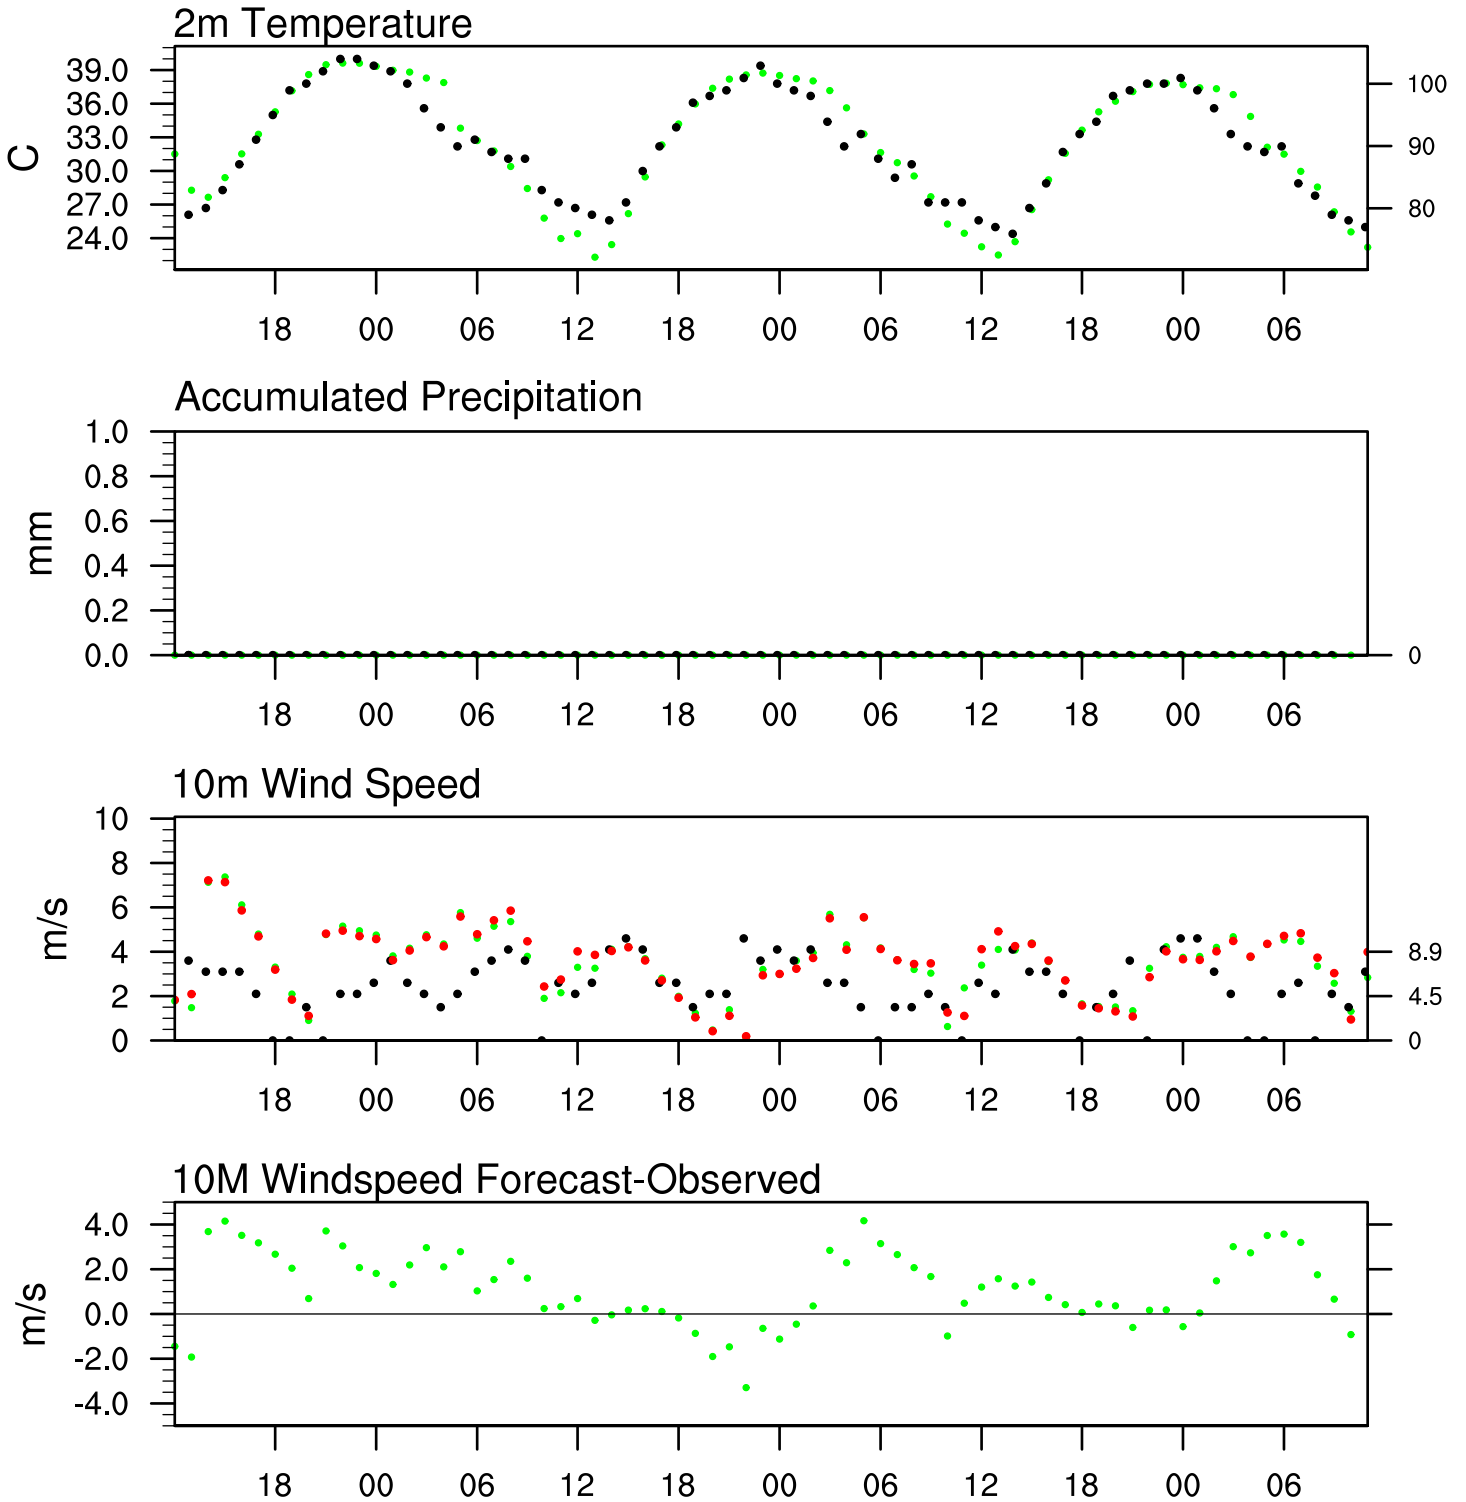 2m Temperature
39.0
36.0
33.0
30.0
27.0
24.0
C
100
90
80
18 00 06 12 18 00 06 12 18 00 06
Accumulated Precipitation
1.0
0.8
0.6
0.4
0.2
0.0
mm
0
18 00 06 12 18 00 06 12 18 00 06
10m Wind Speed
10
8
6
4
2
0
m/s
8.9
4.5
0
18 00 06 12 18 00 06 12 18 00 06
10M Windspeed Forecast-Observed
4.0
2.0
0.0
-2.0
-4.0
m/s
18 00 06 12 18 00 06 12 18 00 06